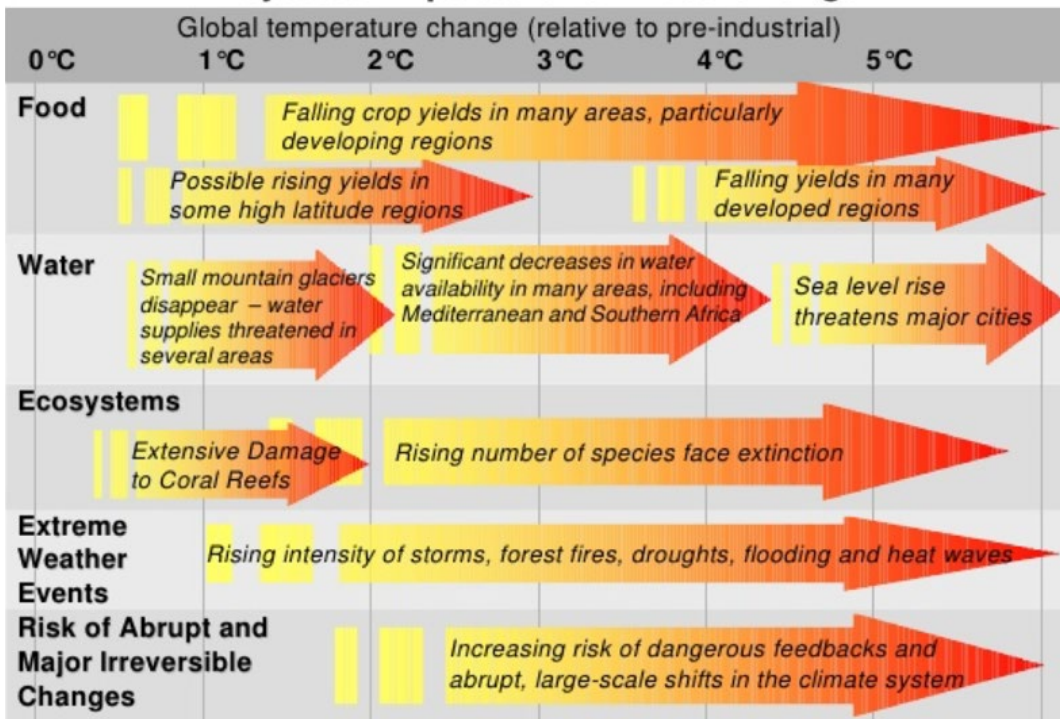 Global temperature change (relative to pre-industrial)
0°C 1°C 2°C 3°C 4°C 5°C
Food
Falling crop yields in many areas, particularly
developing regions
Possible rising yields in
some high latitude regions
Falling yields in many
developed regions
Water
Small mountain glaciers
disappear – water
supplies threatened in
several areas
Significant decreases in water
availability in many areas, including
Mediterranean and Southern Africa
Sea level rise
threatens major cities
Ecosystems
Extensive Damage
to Coral Reefs
Rising number of species face extinction
Extreme
Weather
Events
Rising intensity of storms, forest fires, droughts, flooding and heat waves
Risk of Abrupt and
Major Irreversible
Changes
Increasing risk of dangerous feedbacks and
abrupt, large-scale shifts in the climate system